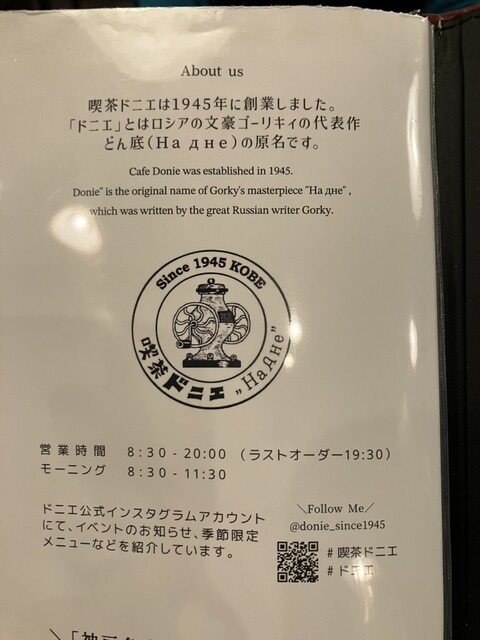 About us
喫茶ドニエは1945年に創業しました。
「ドニエ」とはロシアの文豪ゴーリキィの代表作
どん底(На дне)の原名です。
Cafe Donie was established in 1945.
Donie" is the original name of Gorky's masterpiece "На дне" ,
which was written by the great Russian writer Gorky.
Since 1945 KOBE
喫茶ドニエ „На Дне”
営業時間 8:30 - 20:00 (ラストオーダー19:30)
モーニング 8:30 - 11:30
ドニエ公式インスタグラムアカウント
にて、イベントのお知らせ、季節限定
メニューなどを紹介しています。
＼Follow Me／
@donie_since1945
# 喫茶ドニエ
# ドニエ